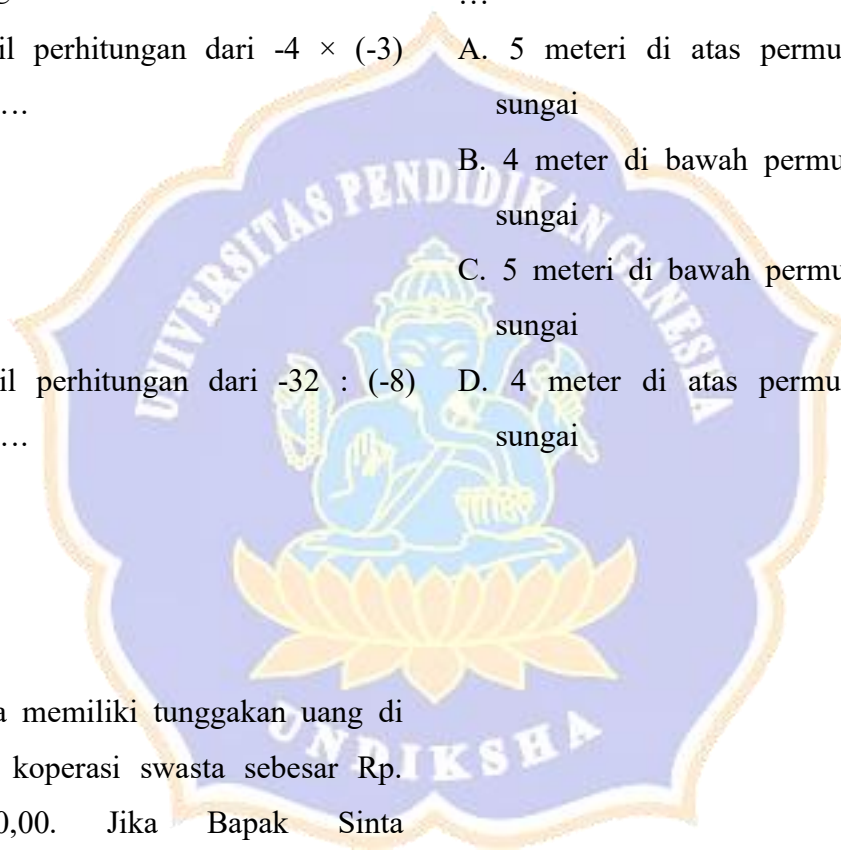 …
il perhitungan dari -4 × (-3)
…
il perhitungan dari -32 : (-8)
…
memiliki tunggakan uang di
koperasi swasta sebesar Rp.
0,00. Jika Bapak Sinta
A. 5 meteri di atas permu
sungai
B. 4 meter di bawah permu
sungai
C. 5 meteri di bawah permu
sungai
D. 4 meter di atas permu
sungai
UNIVERSITAS PENDIDIKAN GANESHA
UNDIKSHA